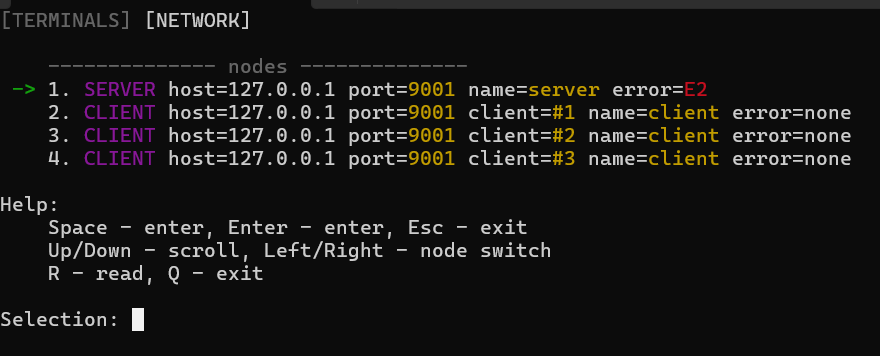 [TERMINALS] [NETWORK]
-------------- nodes --------------
-> 1. SERVER host=127.0.0.1 port=9001 name=server error=E2
2. CLIENT host=127.0.0.1 port=9001 client=#1 name=client error=none
3. CLIENT host=127.0.0.1 port=9001 client=#2 name=client error=none
4. CLIENT host=127.0.0.1 port=9001 client=#3 name=client error=none
Help:
Space - enter, Enter - enter, Esc - exit
Up/Down - scroll, Left/Right - node switch
R - read, Q - exit
Selection: